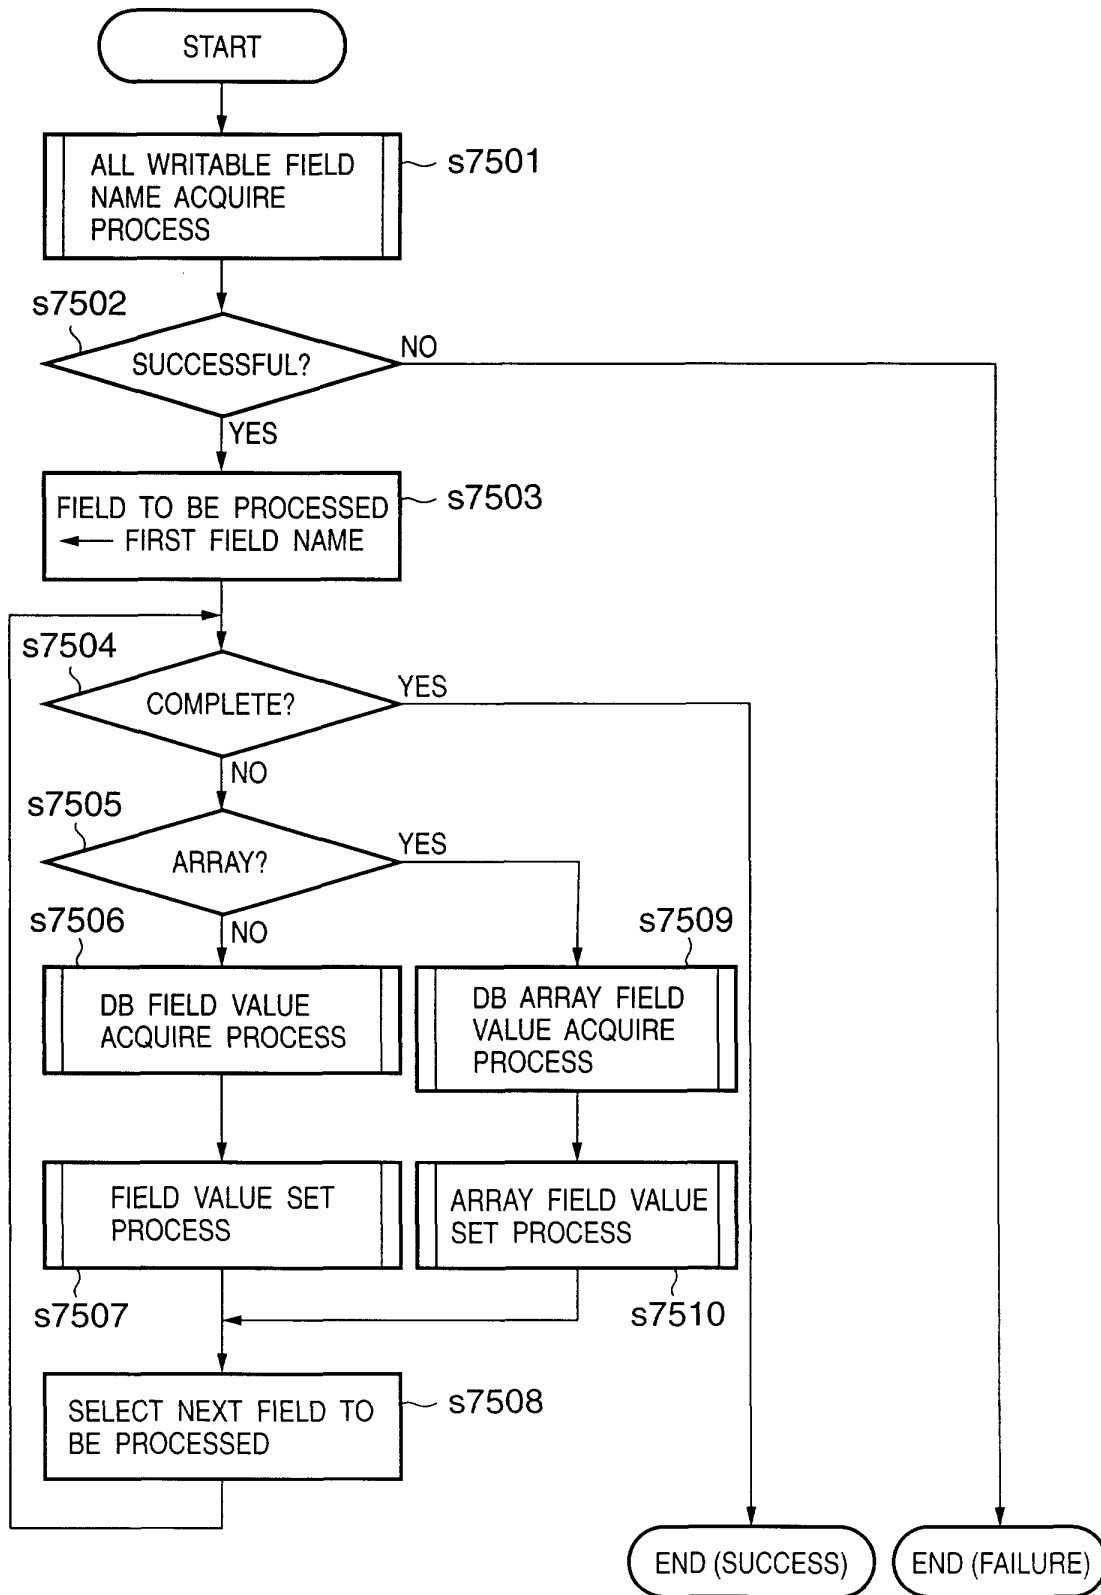 START
ALL WRITABLE FIELD
NAME ACQUIRE
PROCESS
s7501
s7502
SUCCESSFUL?
NO
YES
FIELD TO BE PROCESSED
← FIRST FIELD NAME
s7503
s7504
COMPLETE?
YES
NO
s7505
ARRAY?
YES
NO
s7506
DB FIELD VALUE
ACQUIRE PROCESS
s7509
DB ARRAY FIELD
VALUE ACQUIRE
PROCESS
FIELD VALUE SET
PROCESS
s7507
ARRAY FIELD VALUE
SET PROCESS
s7510
SELECT NEXT FIELD TO
BE PROCESSED
s7508
END (SUCCESS)
END (FAILURE)